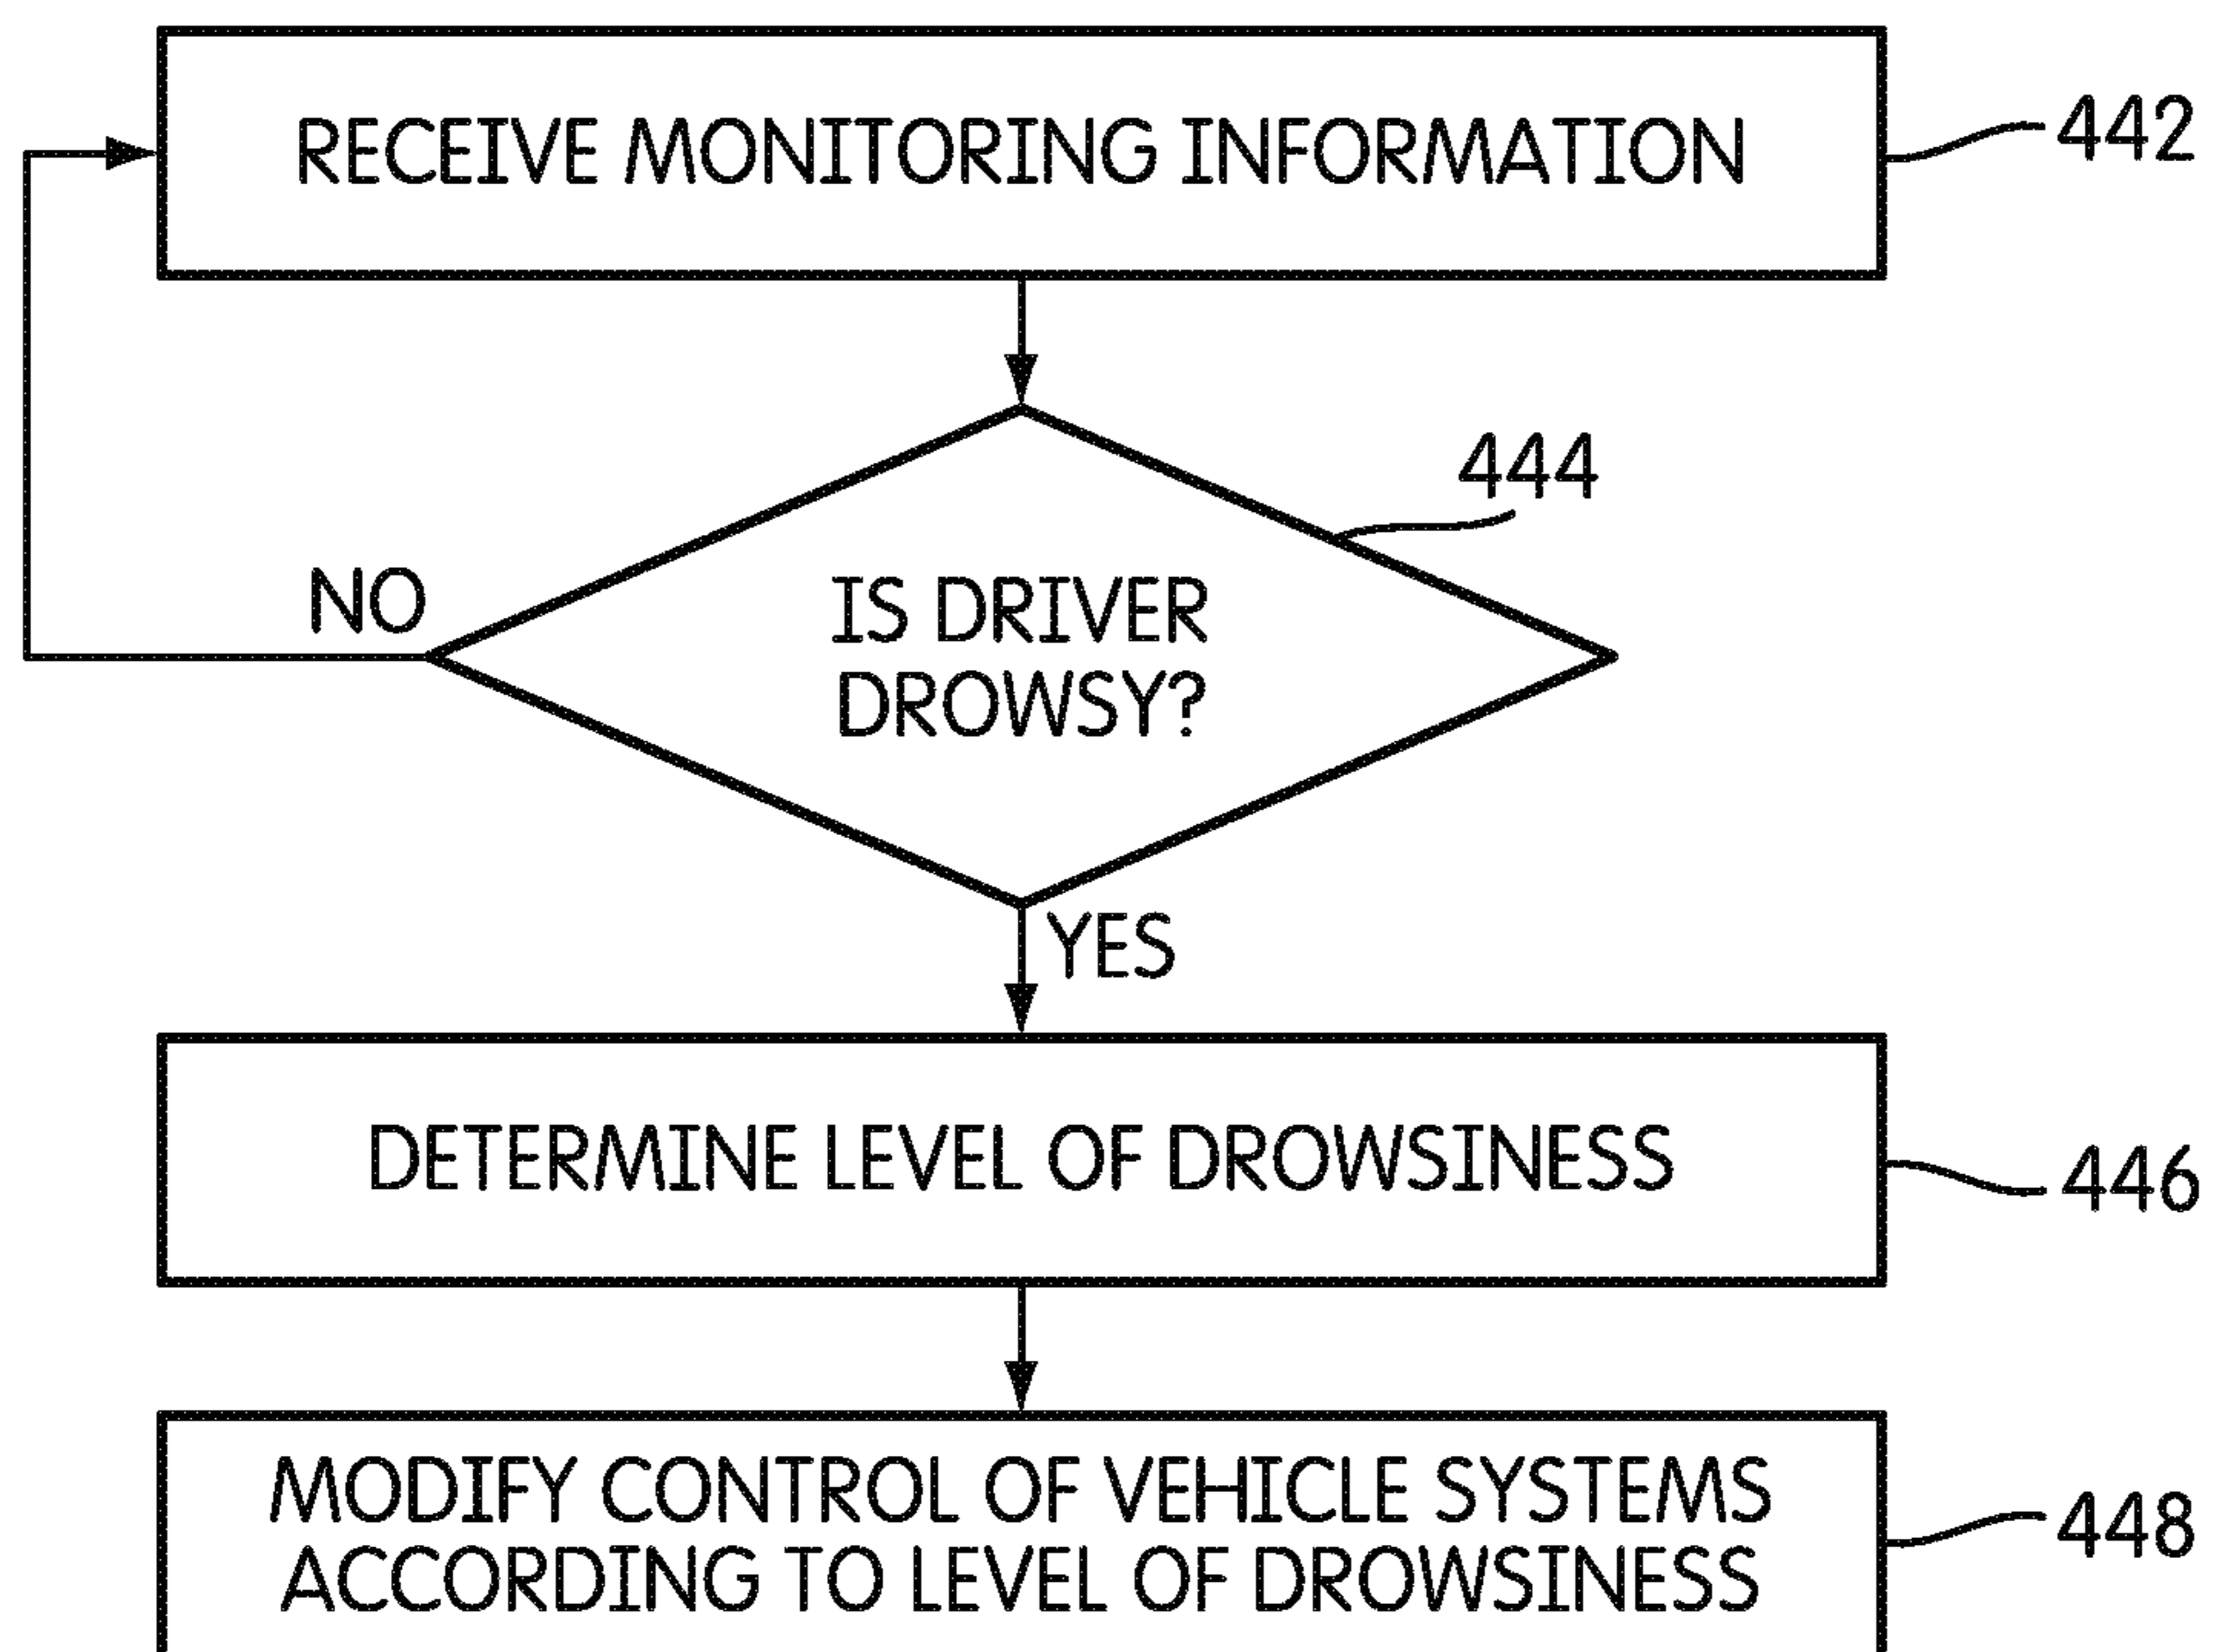 RECEIVE MONITORING INFORMATION
442
444
IS DRIVER
DROWSY?
NO
YES
DETERMINE LEVEL OF DROWSINESS
446
MODIFY CONTROL OF VEHICLE SYSTEMS
ACCORDING TO LEVEL OF DROWSINESS
448